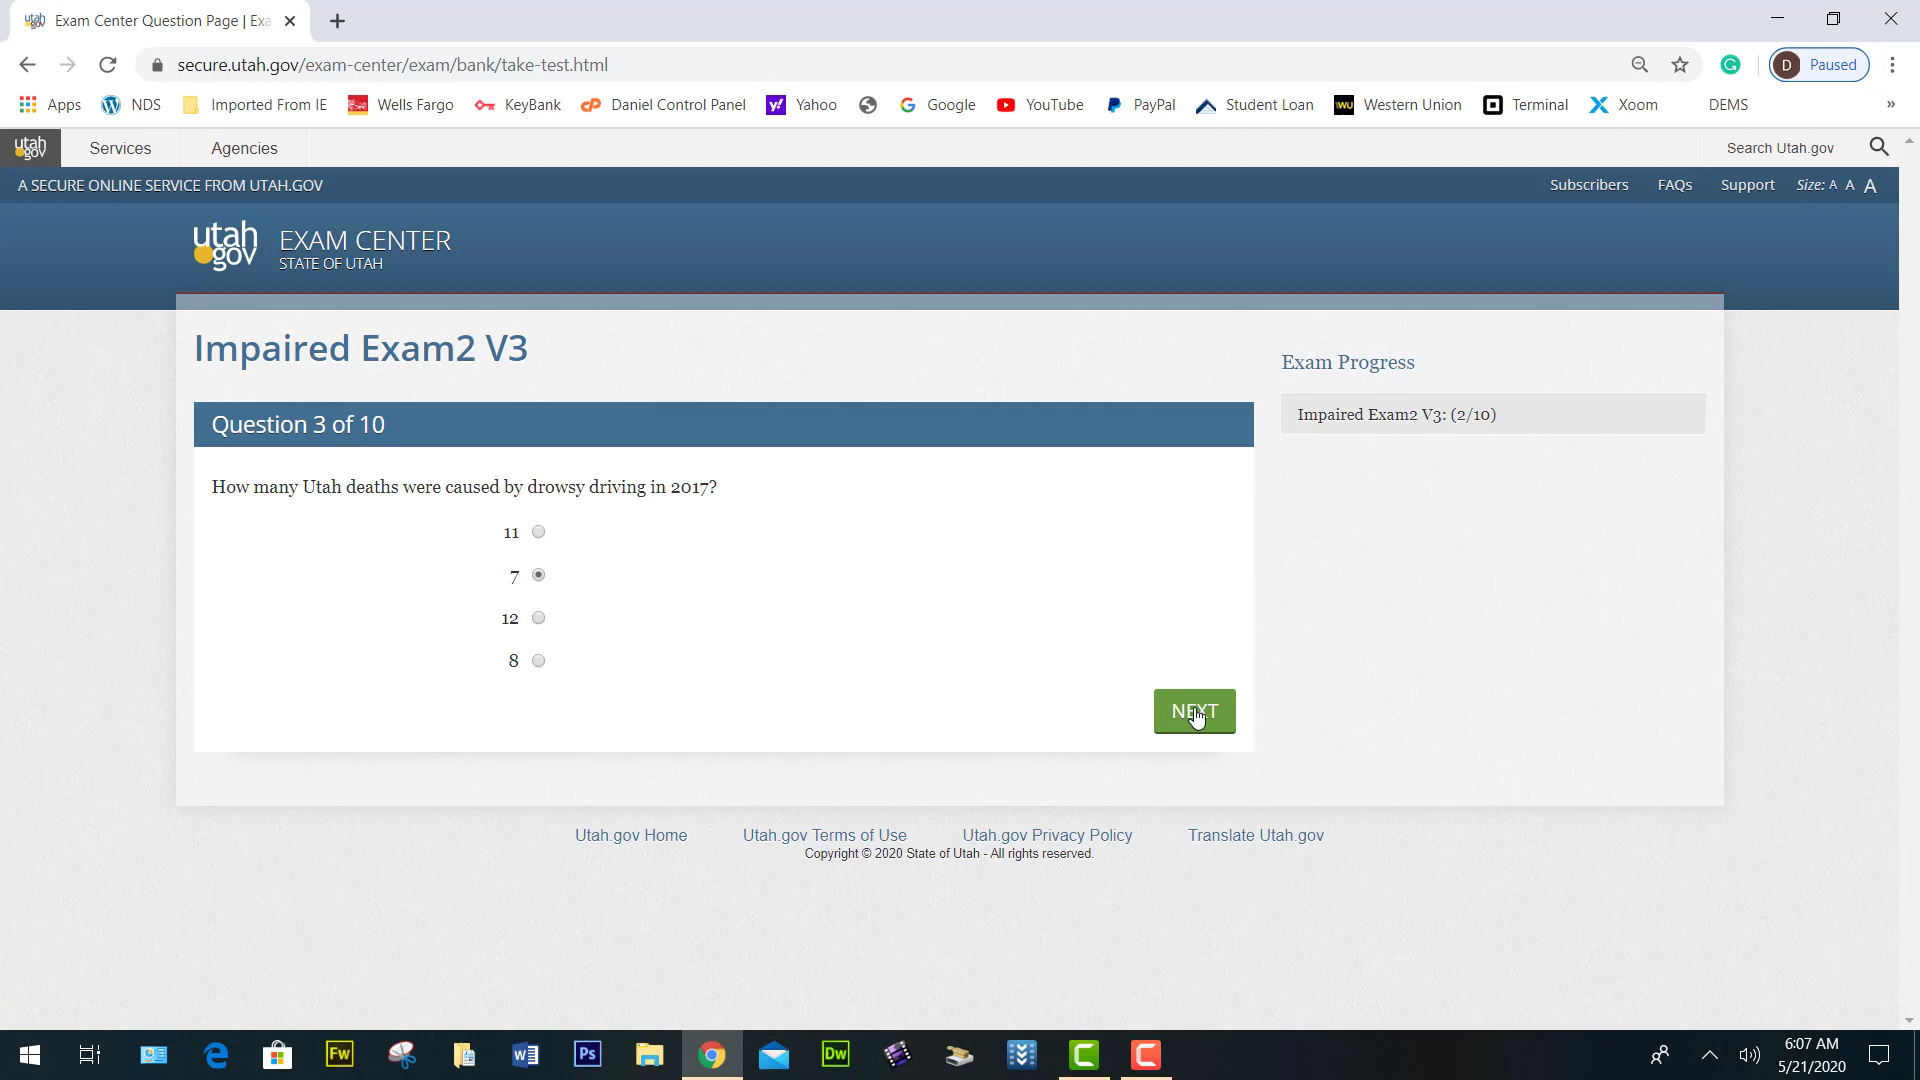 Exam Center Question Page | Exa
secure.utah.gov/exam-center/exam/bank/take-test.html
D Paused
Apps NDS Imported From IE Wells Fargo KeyBank Daniel Control Panel Yahoo Google YouTube PayPal Student Loan Western Union Terminal Xoom DEMS »
utah gov Services Agencies Search Utah.gov
A SECURE ONLINE SERVICE FROM UTAH.GOV Subscribers FAQs Support Size: A A A
utah gov EXAM CENTER
STATE OF UTAH
Impaired Exam2 V3
Exam Progress
Impaired Exam2 V3: (2/10)
Question 3 of 10
How many Utah deaths were caused by drowsy driving in 2017?
11
7
12
8
NEXT
Utah.gov Home Utah.gov Terms of Use Utah.gov Privacy Policy Translate Utah.gov
Copyright © 2020 State of Utah - All rights reserved.
Fw Ps Dw
6:07 AM
5/21/2020